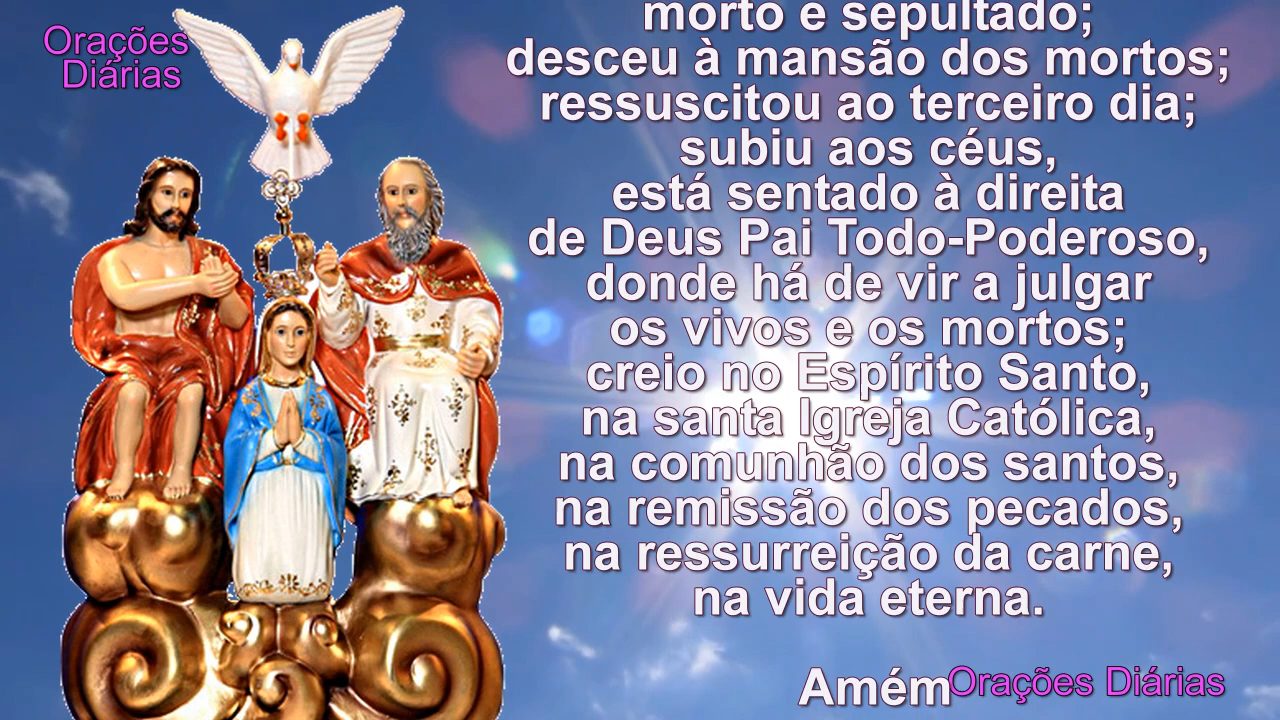 Orações
Diárias
morto e sepultado;
desceu à mansão dos mortos;
ressuscitou ao terceiro dia;
subiu aos céus,
está sentado à direita
de Deus Pai Todo-Poderoso,
donde há de vir a julgar
os vivos e os mortos;
creio no Espírito Santo,
na santa Igreja Católica,
na comunhão dos santos,
na remissão dos pecados,
na ressurreição da carne,
na vida eterna.
Amém
Orações Diárias